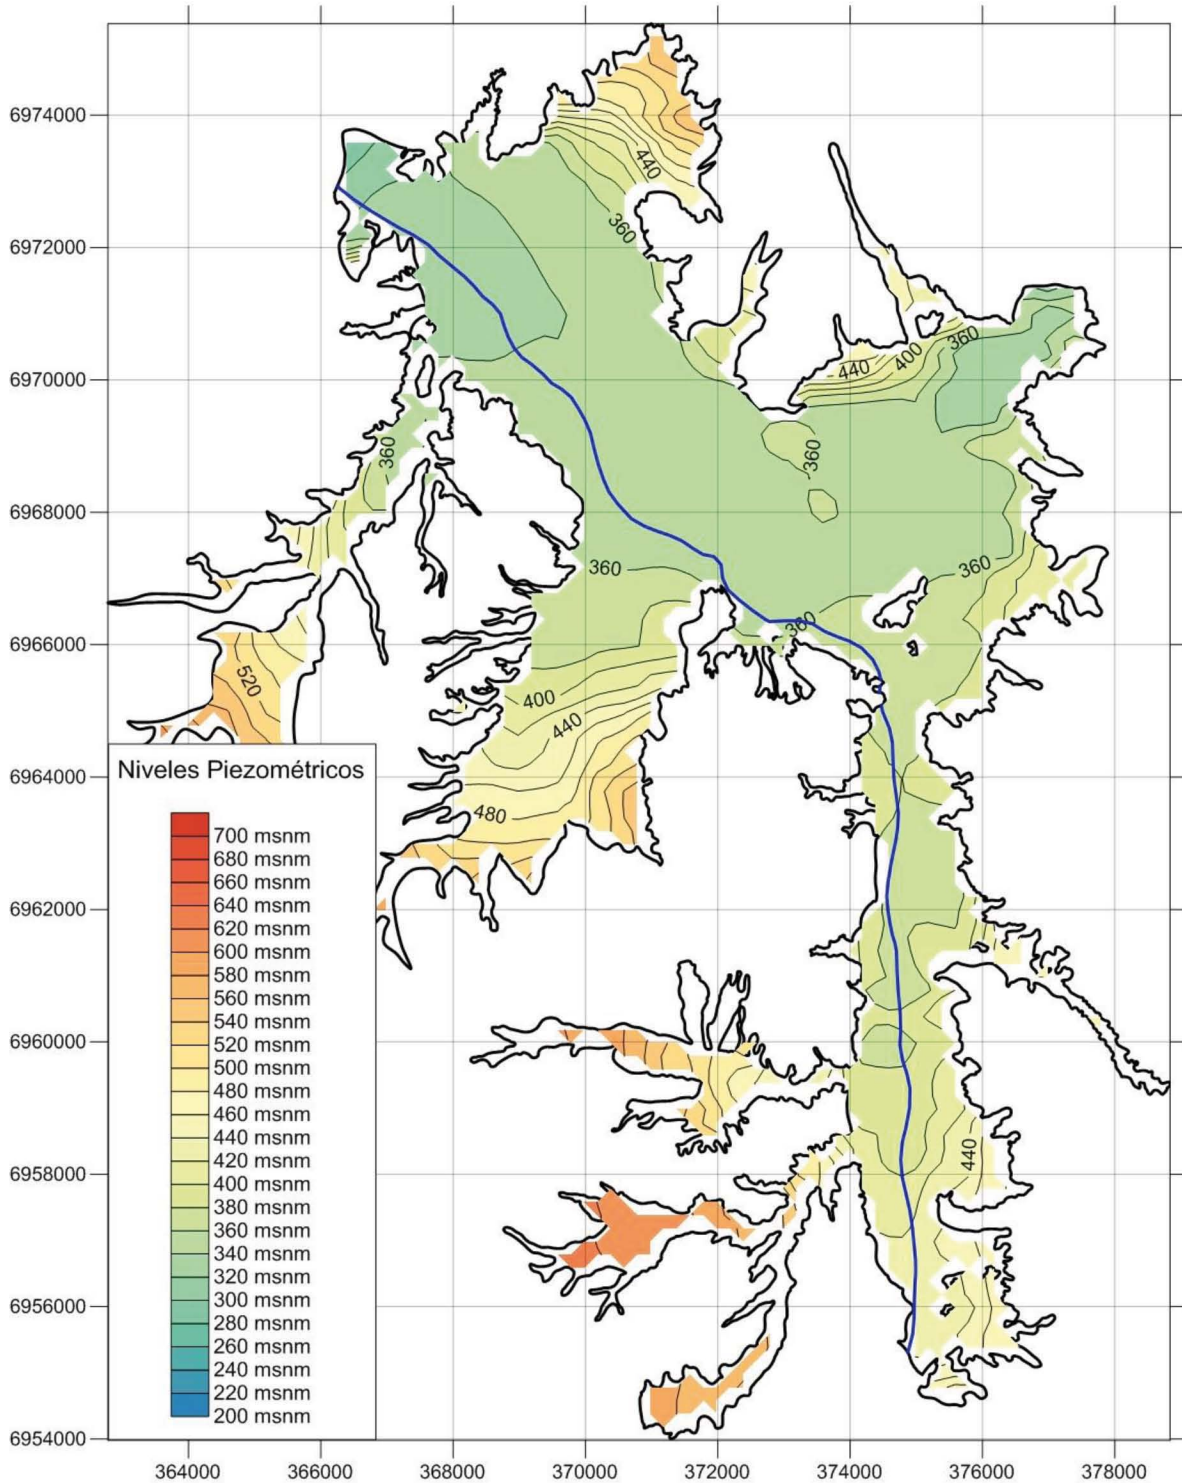 6974000
440
360
6972000
360
400
440
6970000
360
360
6968000
360
360
380
6966000
520
400
440
6964000
Niveles Piezométricos
480
700 msnm
680 msnm
660 msnm
6962000
640 msnm
620 msnm
600 msnm
580 msnm
560 msnm
540 msnm
6960000
520 msnm
500 msnm
480 msnm
460 msnm
440 msnm
440
420 msnm
6958000
400 msnm
380 msnm
360 msnm
340 msnm
320 msnm
6956000
300 msnm
280 msnm
260 msnm
240 msnm
220 msnm
200 msnm
6954000
364000 366000 368000 370000 372000 374000 376000 378000